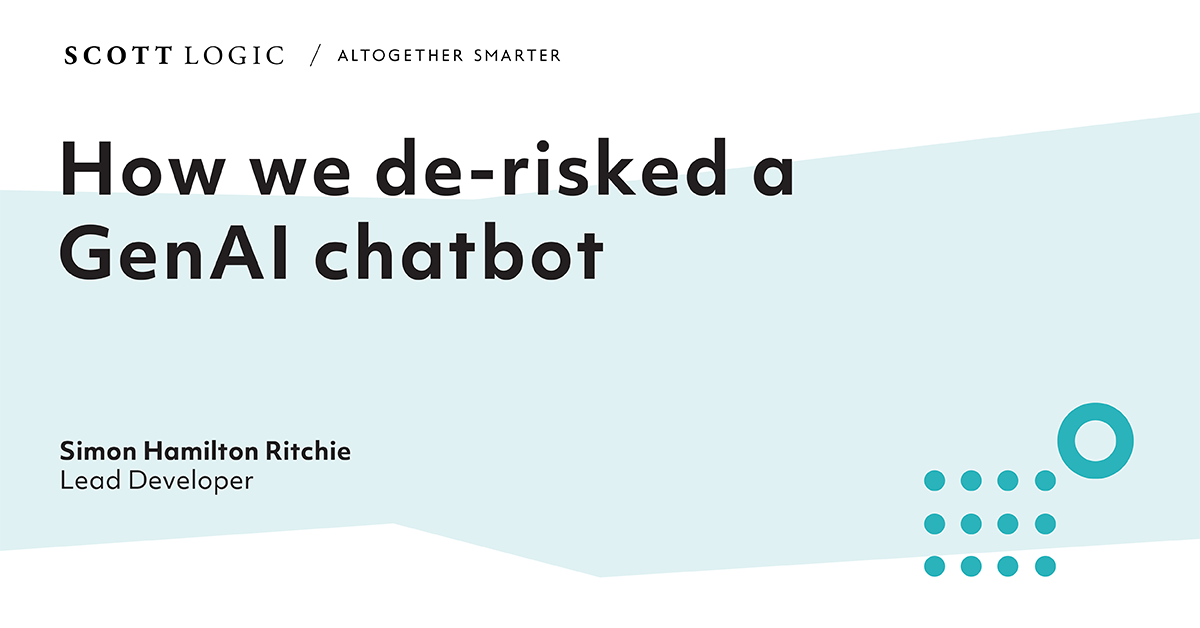 SCOTT LOGIC / ALTOGETHER SMARTER
How we de-risked a
GenAI chatbot
Simon Hamilton Ritchie
Lead Developer